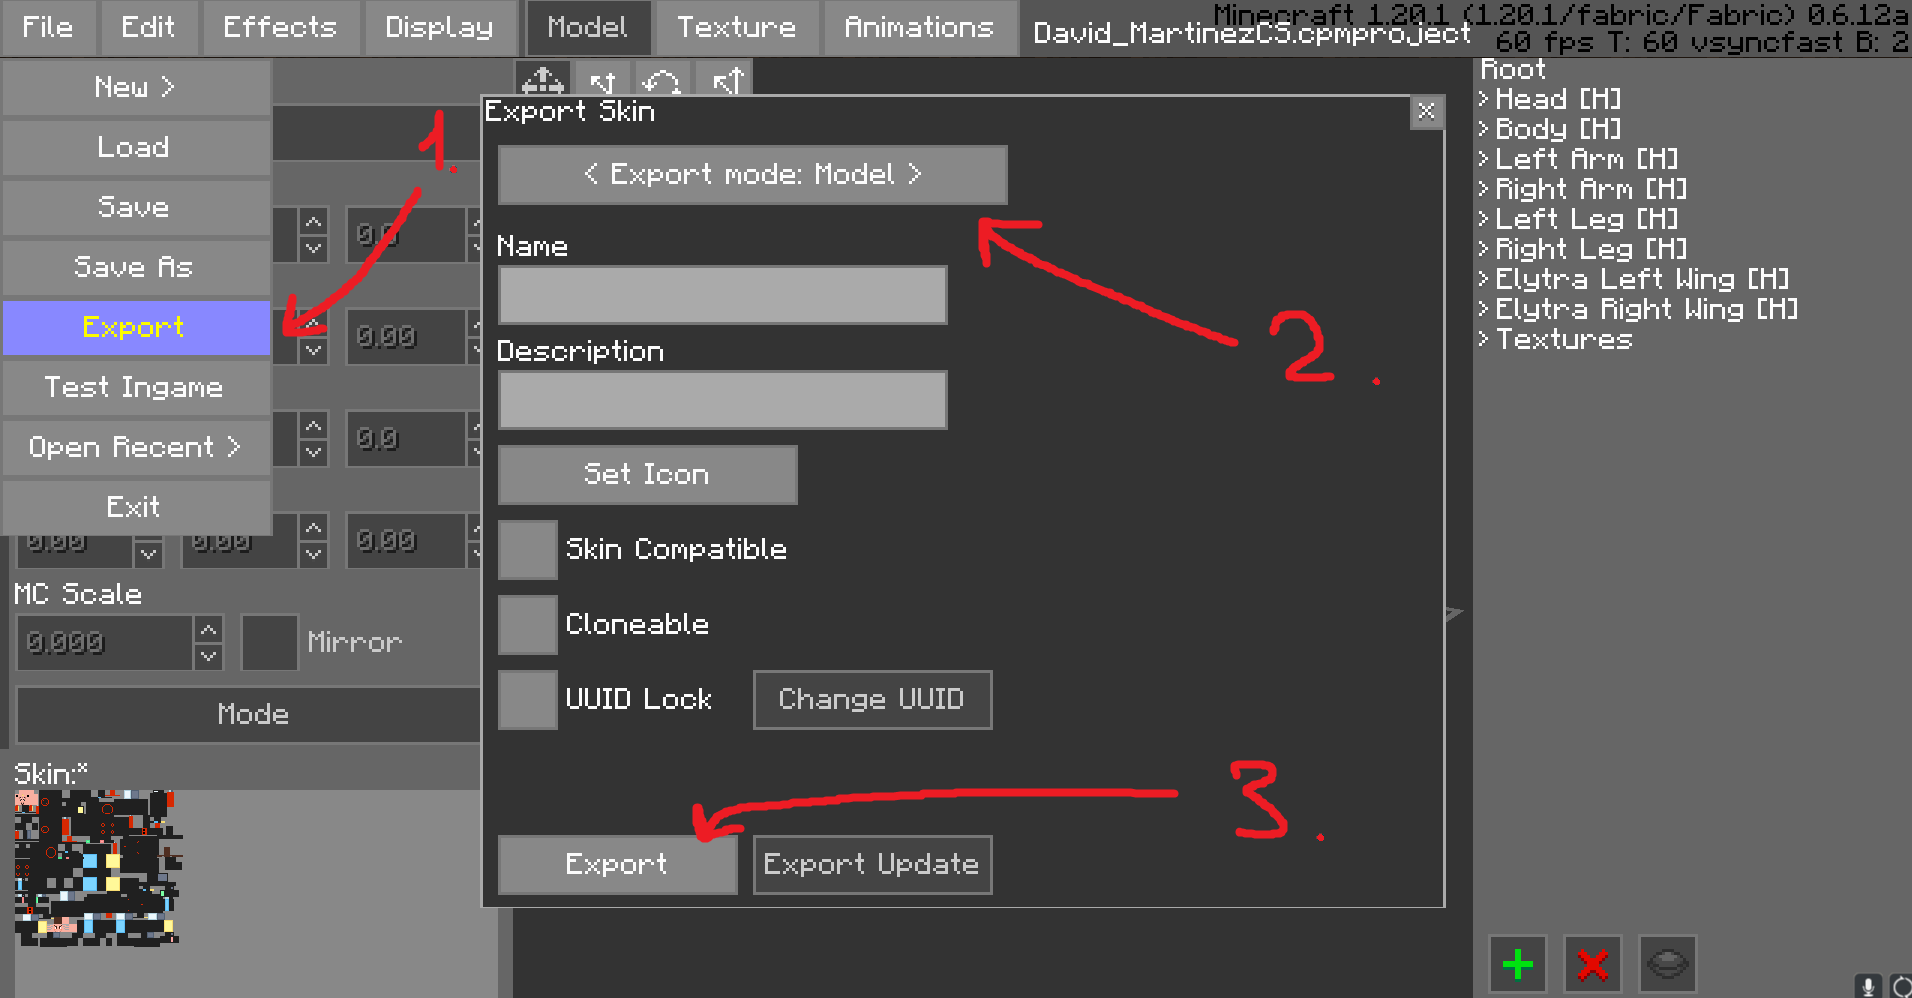 File Edit Effects Display Model Texture Animations David_MartinezCS.cpmproject
Minecraft 1.20.1 (1.20.1/fabric/Fabric) 0.6.12a
60 fps T: 60 vsyncfast B: 2
New >
Load
Save
Save As
Export
Test Ingame
Open Recent >
Exit
1.
0.0
0.00
0.0
0.00 0.00 0.00
MC Scale
0.000 Mirror
Mode
Skin:*
Export Skin
x
< Export mode: Model >
2.
Name
Description
Set Icon
Skin Compatible
Cloneable
UUID Lock Change UUID
3.
Export Export Update
Root
> Head [H]
> Body [H]
> Left Arm [H]
> Right Arm [H]
> Left Leg [H]
> Right Leg [H]
> Elytra Left Wing [H]
> Elytra Right Wing [H]
> Textures